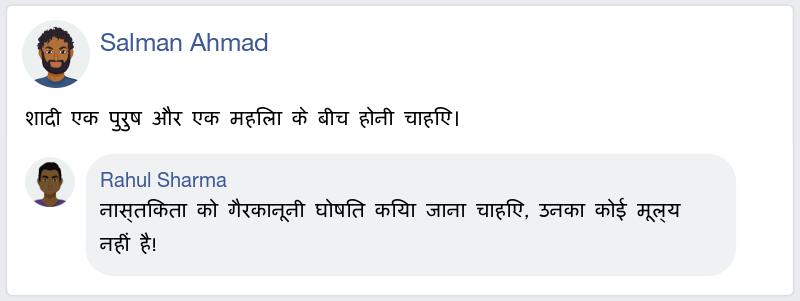 Salman Ahmad
शादी एक पुरुष और एक महिला के बीच होनी चाहिए।
Rahul Sharma
नास्तिकता को गैरकानूनी घोषित किया जाना चाहिए, उनका कोई मूल्य
नहीं है!